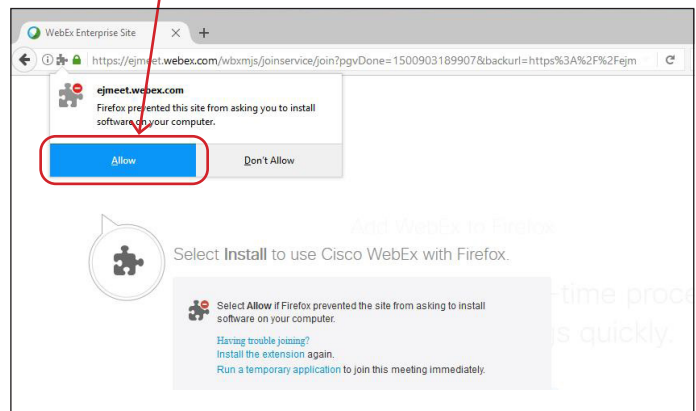 WebEx Enterprise Site
https://ejmeet.webex.com/wbxmjs/joinservice/join?pgvDone=1500903189907&backurl=https%3A%2F%2Fejm
ejmeet.webex.com
Firefox prevented this site from asking you to install
software on your computer.
Allow
Don't Allow
Add WebEx to Firefox
Select Install to use Cisco WebEx with Firefox.
-time proce
s quickly.
Select Allow if Firefox prevented the site from asking to install
software on your computer.
Having trouble joining?
Install the extension again.
Run a temporary application to join this meeting immediately.